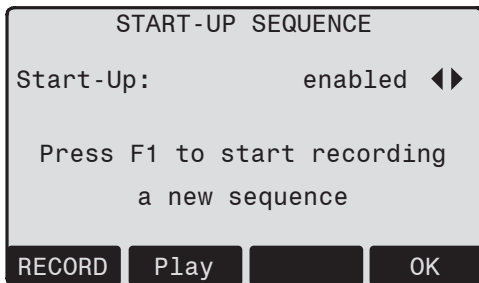 START-UP SEQUENCE
Start-Up: enabled
Press F1 to start recording
a new sequence
RECORD Play OK